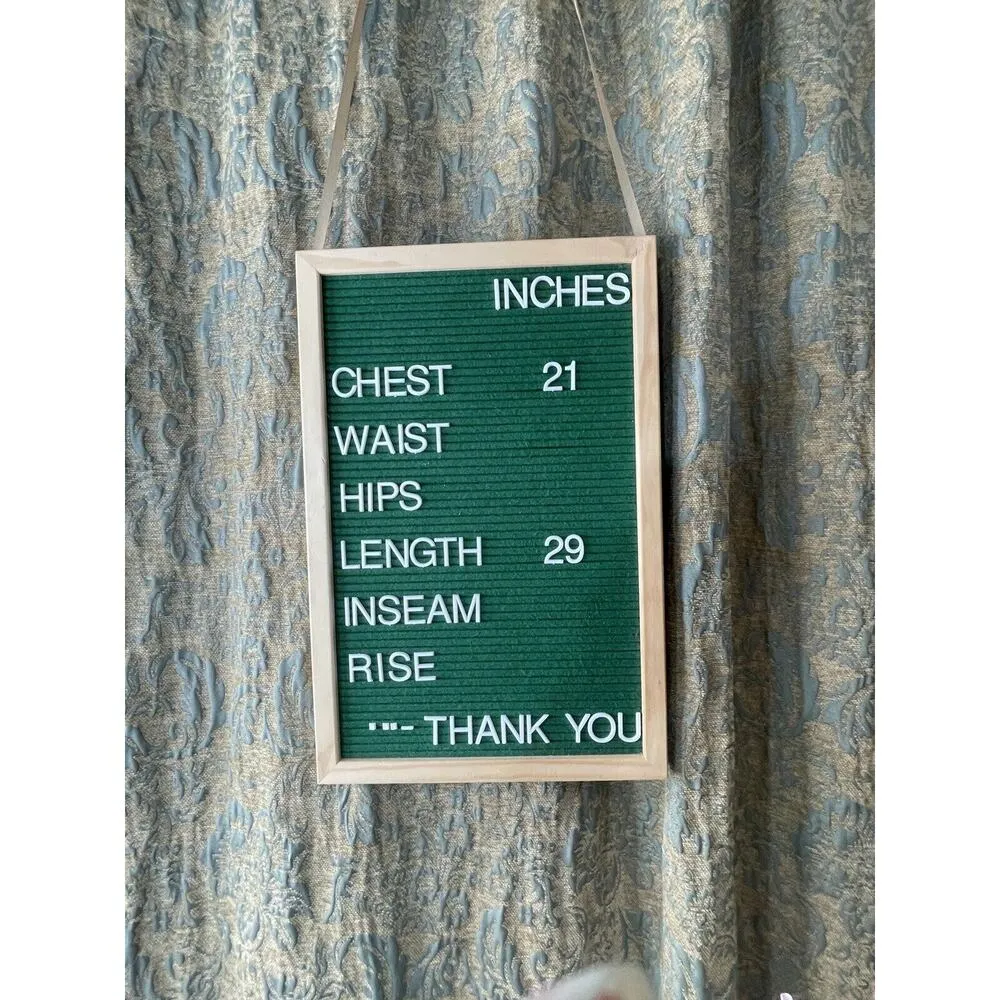 INCHES
CHEST 21
WAIST
HIPS
LENGTH 29
INSEAM
RISE
THANK YOU